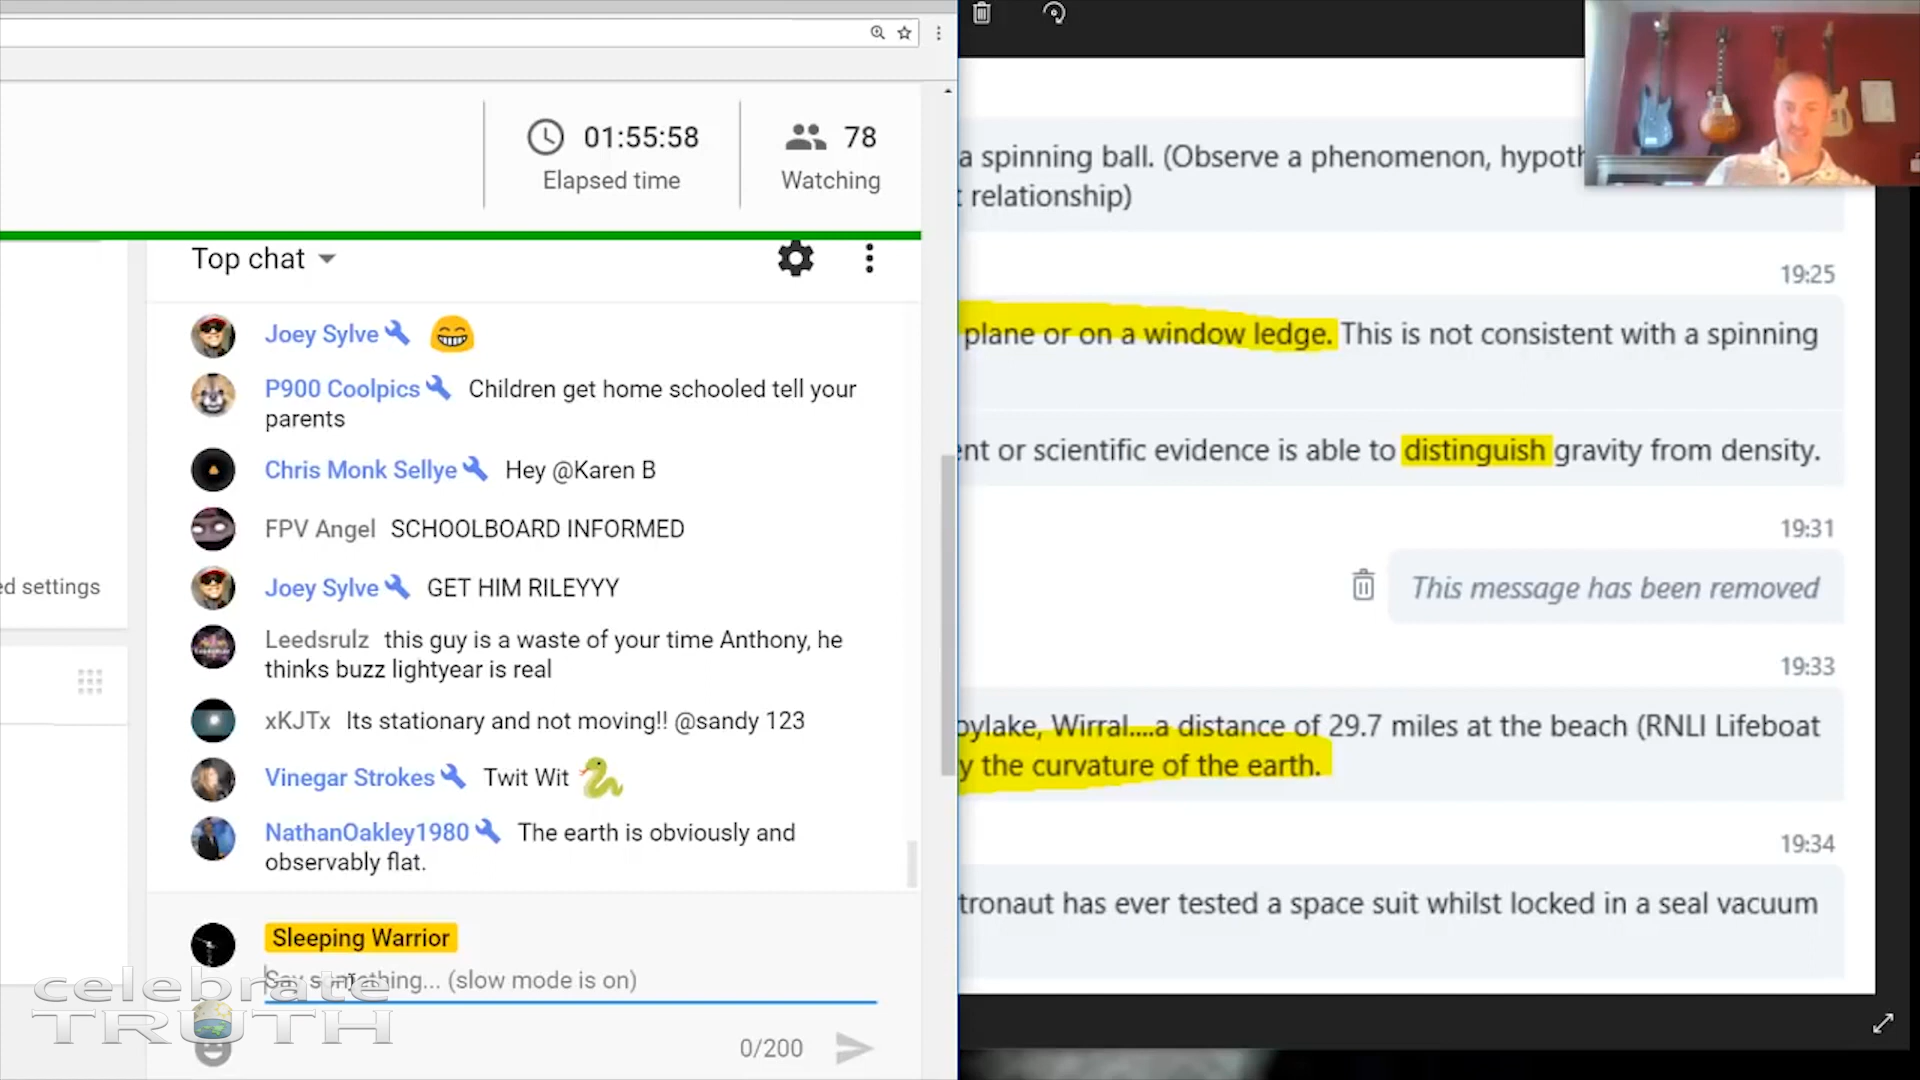 01:55:58
Elapsed time
78
Watching
Top chat
Joey Sylve
P900 Coolpics Children get home schooled tell your
parents
Chris Monk Sellye Hey @Karen B
FPV Angel SCHOOLBOARD INFORMED
Joey Sylve GET HIM RILEYYY
Leedsrulz this guy is a waste of your time Anthony, he
thinks buzz lightyear is real
xKJTx Its stationary and not moving!! @sandy 123
Vinegar Strokes Twit Wit
NathanOakley1980 The earth is obviously and
observably flat.
Sleeping Warrior
Say something... (slow mode is on)
0/200
settings
celebrate
TRUTH
a spinning ball. (Observe a phenomenon,
relationship)
19:25
plane or on a window ledge. This is not consistent with a spinning
or scientific evidence is able to distinguish gravity from density.
19:31
This message has been removed
19:33
Wirral....a distance of 29.7 miles at the beach (RNLI Lifeboat
the curvature of the earth.
19:34
has ever tested a space suit whilst locked in a seal vacuum